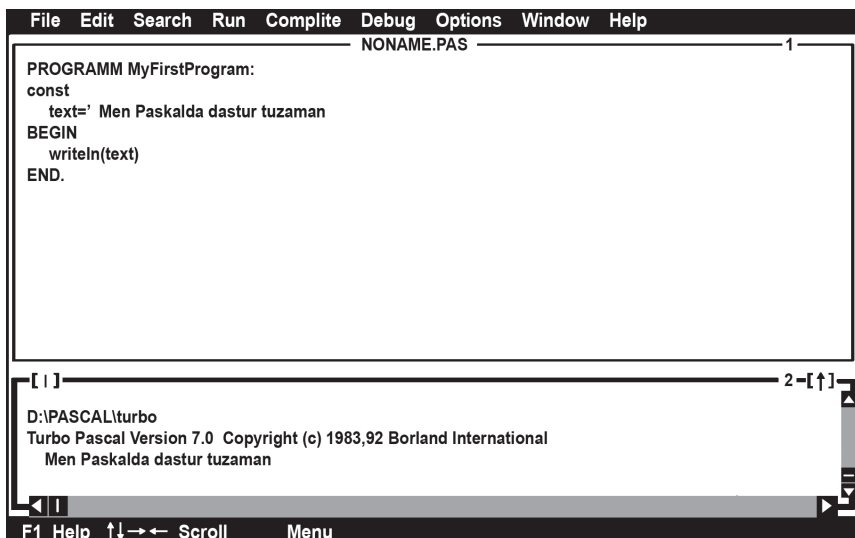 File Edit Search Run Complite Debug Options Window Help
NONAME.PAS 1
PROGRAMM MyFirstProgram:
const
text=’ Men Paskalda dastur tuzaman
BEGIN
writeln(text)
END.
[ | ] 2 [↑]
D:\PASCAL\turbo
Turbo Pascal Version 7.0 Copyright (c) 1983,92 Borland International
Men Paskalda dastur tuzaman
F1 Help ↑↓→← Scroll Menu